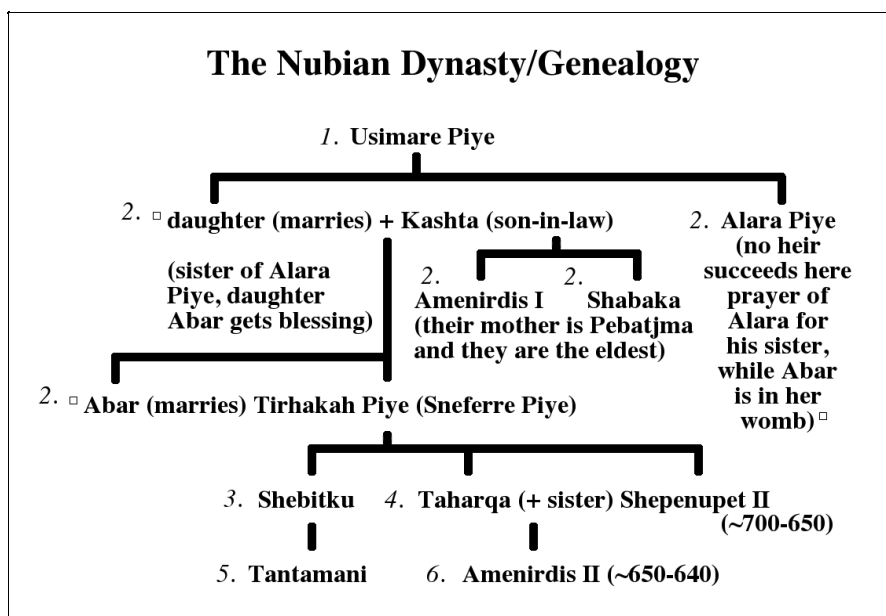 The Nubian Dynasty/Genealogy
1. Usimare Piye
2. □ daughter (marries) + Kashta (son-in-law)
(sister of Alara
Piye, daughter
Abar gets blessing)
2. Amenirdis I
2. Shabaka
(their mother is Pebatjma
and they are the eldest)
2. Alara Piye
(no heir
succeeds here
prayer of
Alara for
his sister,
while Abar
is in her
womb) □
2. □ Abar (marries) Tirhakah Piye (Sneferre Piye)
3. Shebitku
4. Taharqa (+ sister) Shepenupet II
(~700-650)
5. Tantamani
6. Amenirdis II (~650-640)